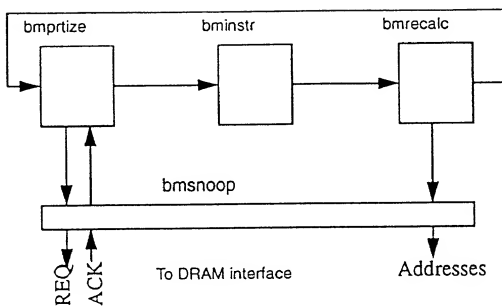 bmprtize
bminstr
bmrecalc
bmsnoop
REQ
ACK
To DRAM interface
Addresses